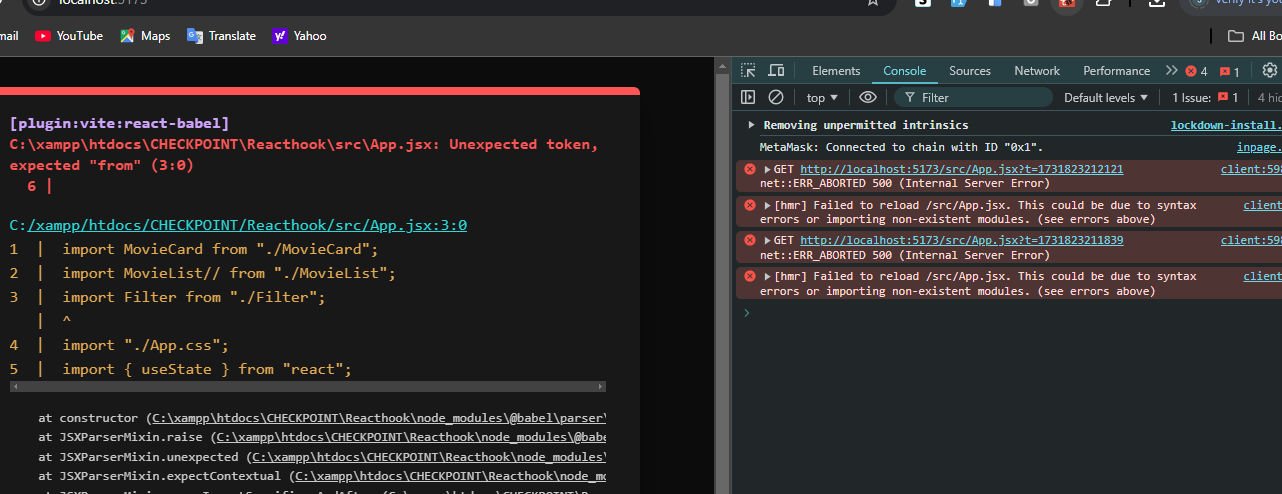 localhost:5173
Verify it's you
mail
YouTube
Maps
Translate
Yahoo
All Bo
[plugin:vite:react-babel]
C:\xampp\htdocs\CHECKPOINT\Reacthook\src\App.jsx: Unexpected token,
expected "from" (3:0)
6 |
C:/xampp/htdocs/CHECKPOINT/Reacthook/src/App.jsx:3:0
1 | import MovieCard from "./MovieCard";
2 | import MovieList// from "./MovieList";
3 | import Filter from "./Filter";
| ^
4 | import "./App.css";
5 | import { useState } from "react";
at constructor (C:\xampp\htdocs\CHECKPOINT\Reacthook\node_modules\@babel\parser\
at JSXParserMixin.raise (C:\xampp\htdocs\CHECKPOINT\Reacthook\node_modules\@babe
at JSXParserMixin.unexpected (C:\xampp\htdocs\CHECKPOINT\Reacthook\node_modules\
at JSXParserMixin.expectContextual (C:\xampp\htdocs\CHECKPOINT\Reacthook\node_mo
Elements
Console
Sources
Network
Performance
4
1
top
Filter
Default levels
1 Issue: 1
4 hid
Removing unpermitted intrinsics lockdown-install.
MetaMask: Connected to chain with ID "0x1". inpage.
GET http://localhost:5173/src/App.jsx?t=1731823212121 client:59
net::ERR_ABORTED 500 (Internal Server Error)
[hmr] Failed to reload /src/App.jsx. This could be due to syntax client
errors or importing non-existent modules. (see errors above)
GET http://localhost:5173/src/App.jsx?t=1731823211839 client:59
net::ERR_ABORTED 500 (Internal Server Error)
[hmr] Failed to reload /src/App.jsx. This could be due to syntax client
errors or importing non-existent modules. (see errors above)